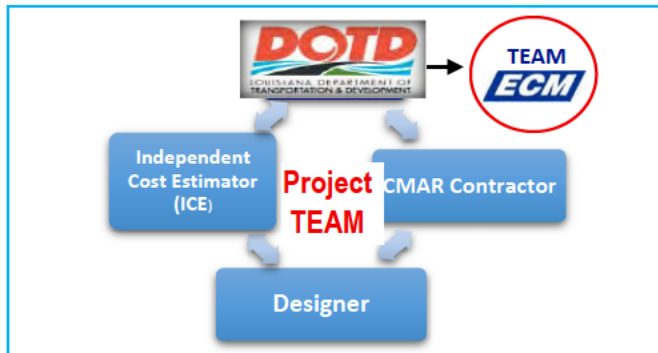 DOTD
LOUISIANA DEPARTMENT OF
TRANSPORTATION & DEVELOPMENT
TEAM
ECM
Independent
Cost Estimator
(ICE)
Project
TEAM
CMAR Contractor
Designer